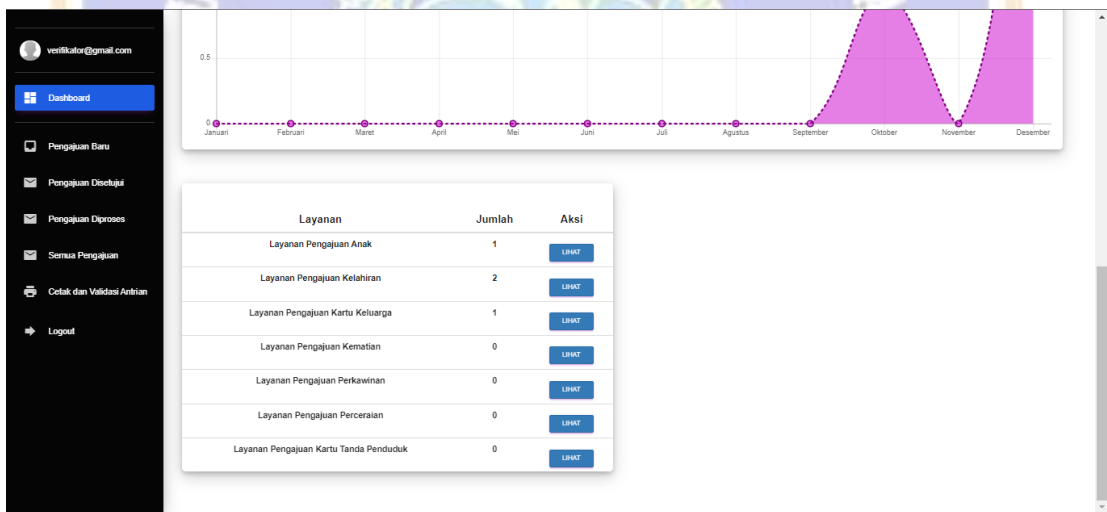 verifikator@gmail.com
Dashboard
Pengajuan Baru
Pengajuan Disetujui
Pengajuan Diproses
Semua Pengajuan
Cetak dan Validasi Antrian
Logout
0.5
0
Januari Februari Maret April Mei Juni Juli Agustus September Oktober November Desember
Layanan Jumlah Aksi
Layanan Pengajuan Anak 1 LIHAT
Layanan Pengajuan Kelahiran 2 LIHAT
Layanan Pengajuan Kartu Keluarga 1 LIHAT
Layanan Pengajuan Kematian 0 LIHAT
Layanan Pengajuan Perkawinan 0 LIHAT
Layanan Pengajuan Perceraian 0 LIHAT
Layanan Pengajuan Kartu Tanda Penduduk 0 LIHAT